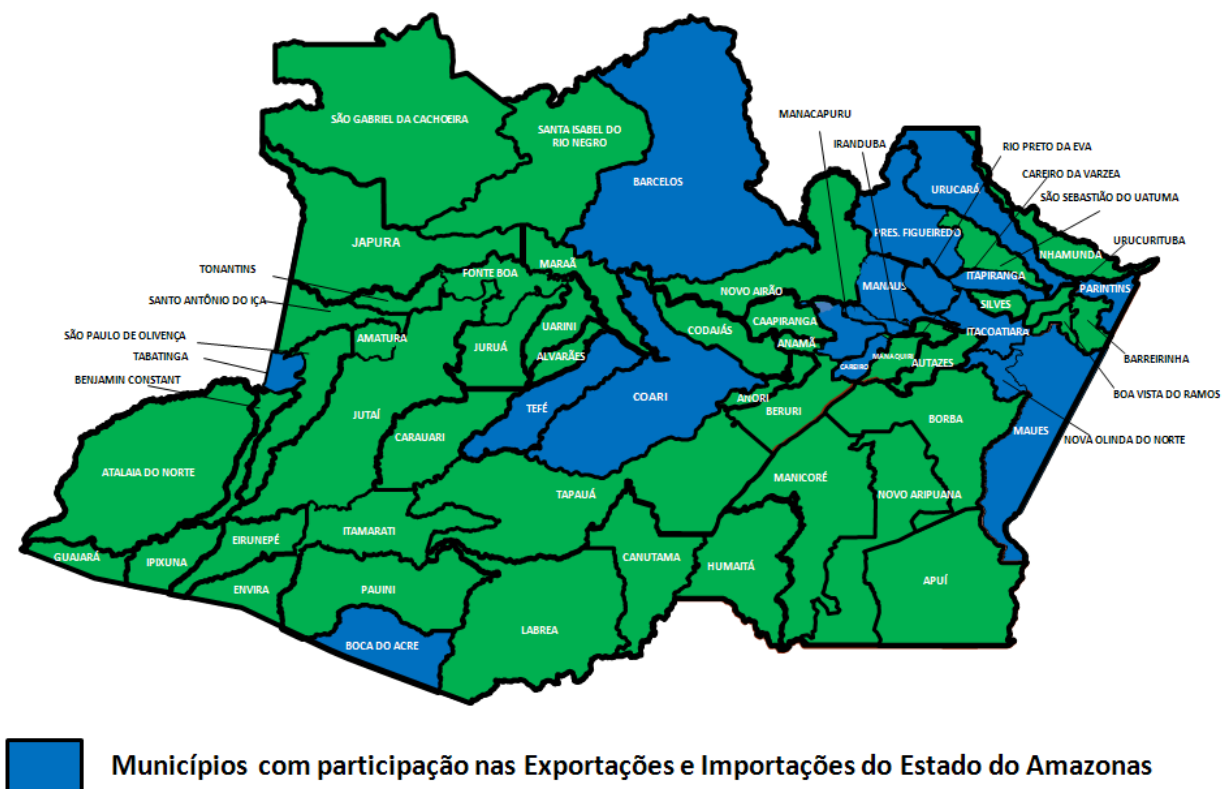 SÃO GABRIEL DA CACHOEIRA
SANTA ISABEL DO
RIO NEGRO
BARCELOS
MANACAPURU
IRANDUBA
RIO PRETO DA EVA
CAREIRO DA VARZEA
SÃO SEBASTIÃO DO UATUMA
URUCURITUBA
URUCARÁ
PRES. FIGUEIREDO
NHAMUNDA
JAPURA
MARAÃ
FONTE BOA
TONANTINS
SANTO ANTÔNIO DO IÇA
SÃO PAULO DE OLIVENÇA
TABATINGA
BENJAMIN CONSTANT
NOVO AIRÃO
MANAUS
ITAPIRANGA
PARINTINS
SILVES
AMATURA
UARINI
CODAJÁS
CAAPIRANGA
ITACOATIARA
JURUÁ
ALVARÃES
ANAMÃ
MANAQUIRI
AUTAZES
BARREIRINHA
CAREIRO
BOA VISTA DO RAMOS
JUTAÍ
TEFÉ
COARI
ANORI
BERURI
BORBA
MAUES
NOVA OLINDA DO NORTE
CARAUARI
ATALAIA DO NORTE
TAPAUÁ
MANICORÉ
NOVO ARIPUANA
ITAMARATI
EIRUNEPÉ
GUAJARÁ
IPIXUNA
CANUTAMA
HUMAITÁ
APUÍ
ENVIRA
PAUINI
LABREA
BOCA DO ACRE
Municípios com participação nas Exportações e Importações do Estado do Amazonas